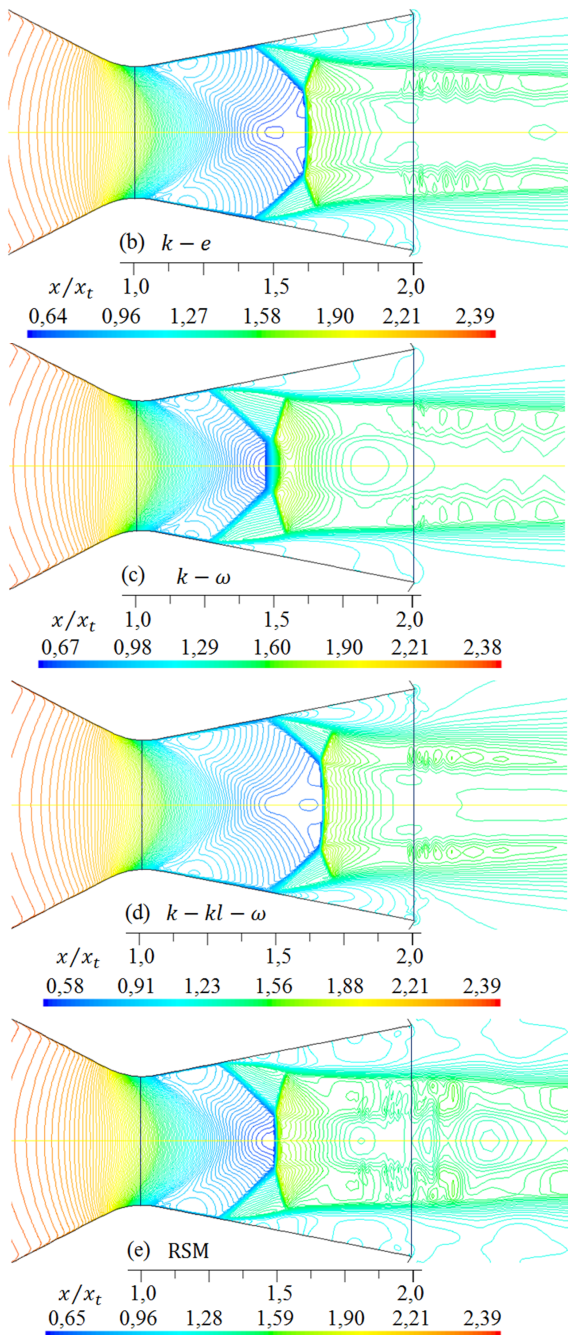 (b) k − e
x/x_t 1,0 1,5 2,0
0,64 0,96 1,27 1,58 1,90 2,21 2,39
(c) k − ω
x/x_t 1,0 1,5 2,0
0,67 0,98 1,29 1,60 1,90 2,21 2,38
(d) k − kl − ω
x/x_t 1,0 1,5 2,0
0,58 0,91 1,23 1,56 1,88 2,21 2,39
(e) RSM
x/x_t 1,0 1,5 2,0
0,65 0,96 1,28 1,59 1,90 2,21 2,39